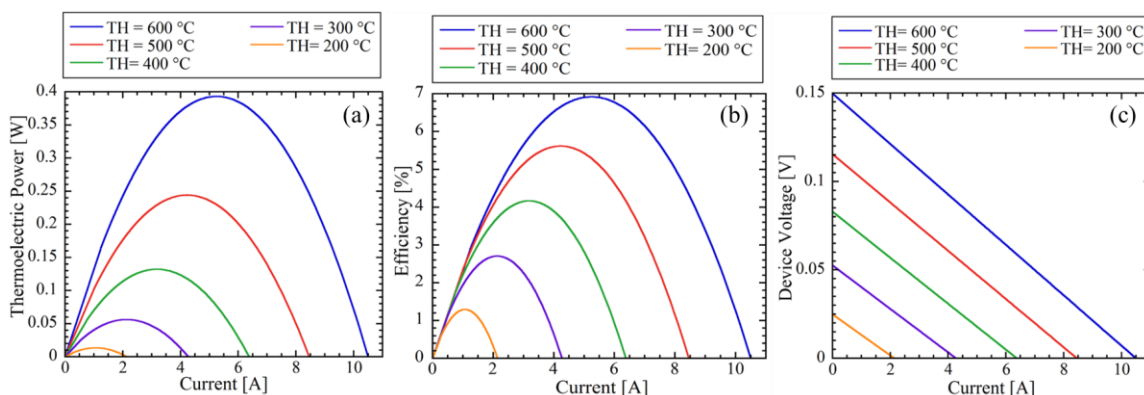 TH = 600 °C
TH = 300 °C
TH = 500 °C
TH= 200 °C
TH= 400 °C
0.4
0.35
0.3
0.25
0.2
0.15
0.1
0.05
0
Thermoelectric Power [W]
(a)
0 2 4 6 8 10
Current [A]
TH = 600 °C
TH = 300 °C
TH = 500 °C
TH= 200 °C
TH= 400 °C
7
6
5
4
3
2
1
0
Efficiency [%]
(b)
0 2 4 6 8 10
Current [A]
TH= 600 °C
TH= 300 °C
TH= 500 °C
TH= 200 °C
TH= 400 °C
0.15
0.1
0.05
0
Device Voltage [V]
(c)
0 2 4 6 8 10
Current [A]